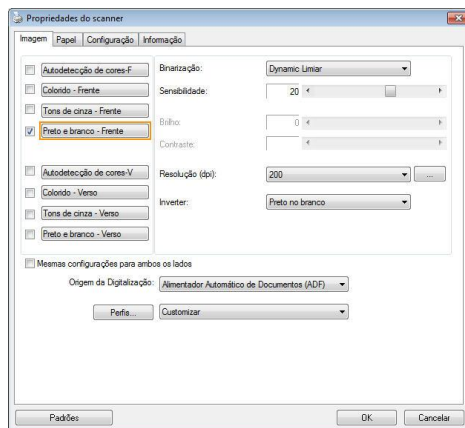 Propriedades do scanner
Imagem Papel Configuração Informação
Autodetecção de cores-F
Colorido - Frente
Tons de cinza - Frente
Preto e branco - Frente
Autodetecção de cores-V
Colorido - Verso
Tons de cinza - Verso
Preto e branco - Verso
Binarização: Dynamic Limiar
Sensibilidade: 20
Brilho: 0
Contraste:
Resolução (dpi): 200 ...
Inverter: Preto no branco
Mesmas configurações para ambos os lados
Origem da Digitalização: Alimentador Automático de Documentos (ADF)
Perfis... Customizar
Padrões OK Cancelar